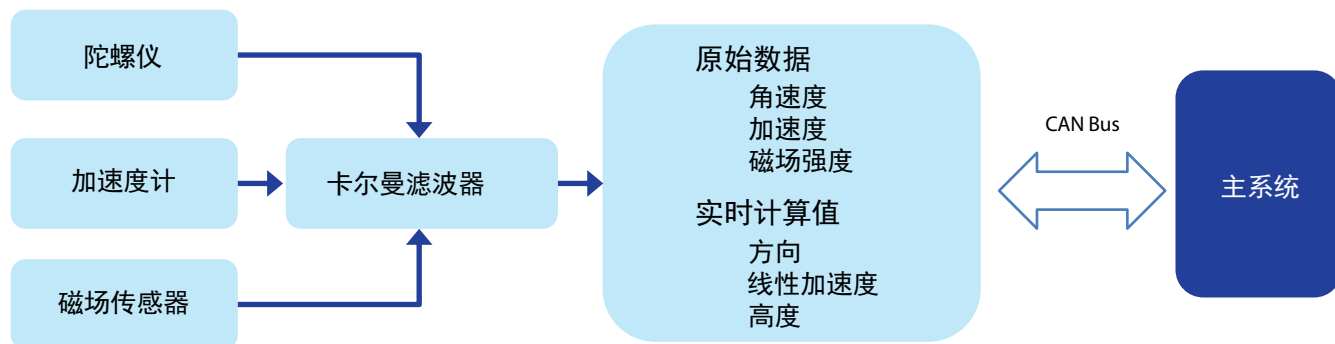 陀螺仪
加速度计
磁场传感器
卡尔曼滤波器
原始数据
角速度
加速度
磁场强度
实时计算值
方向
线性加速度
高度
CAN Bus
主系统